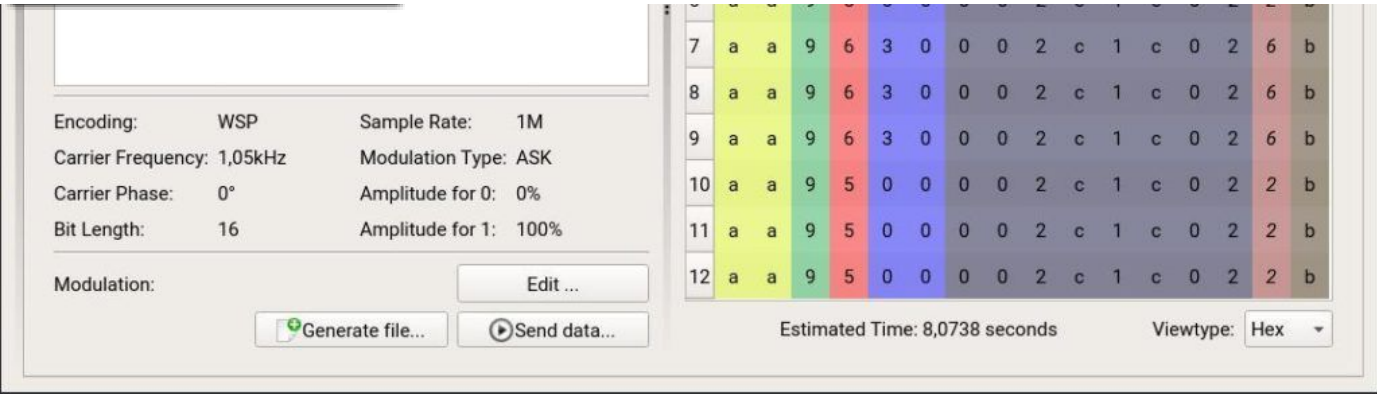 7 a a 9 6 3 0 0 0 2 c 1 c 0 2 6 b
8 a a 9 6 3 0 0 0 2 c 1 c 0 2 6 b
9 a a 9 6 3 0 0 0 2 c 1 c 0 2 6 b
10 a a 9 5 0 0 0 0 2 c 1 c 0 2 2 b
11 a a 9 5 0 0 0 0 2 c 1 c 0 2 2 b
12 a a 9 5 0 0 0 0 2 c 1 c 0 2 2 b
Encoding: WSP Sample Rate: 1M
Carrier Frequency: 1,05kHz Modulation Type: ASK
Carrier Phase: 0° Amplitude for 0: 0%
Bit Length: 16 Amplitude for 1: 100%
Modulation: Edit ...
Generate file... Send data...
Estimated Time: 8,0738 seconds Viewtype: Hex